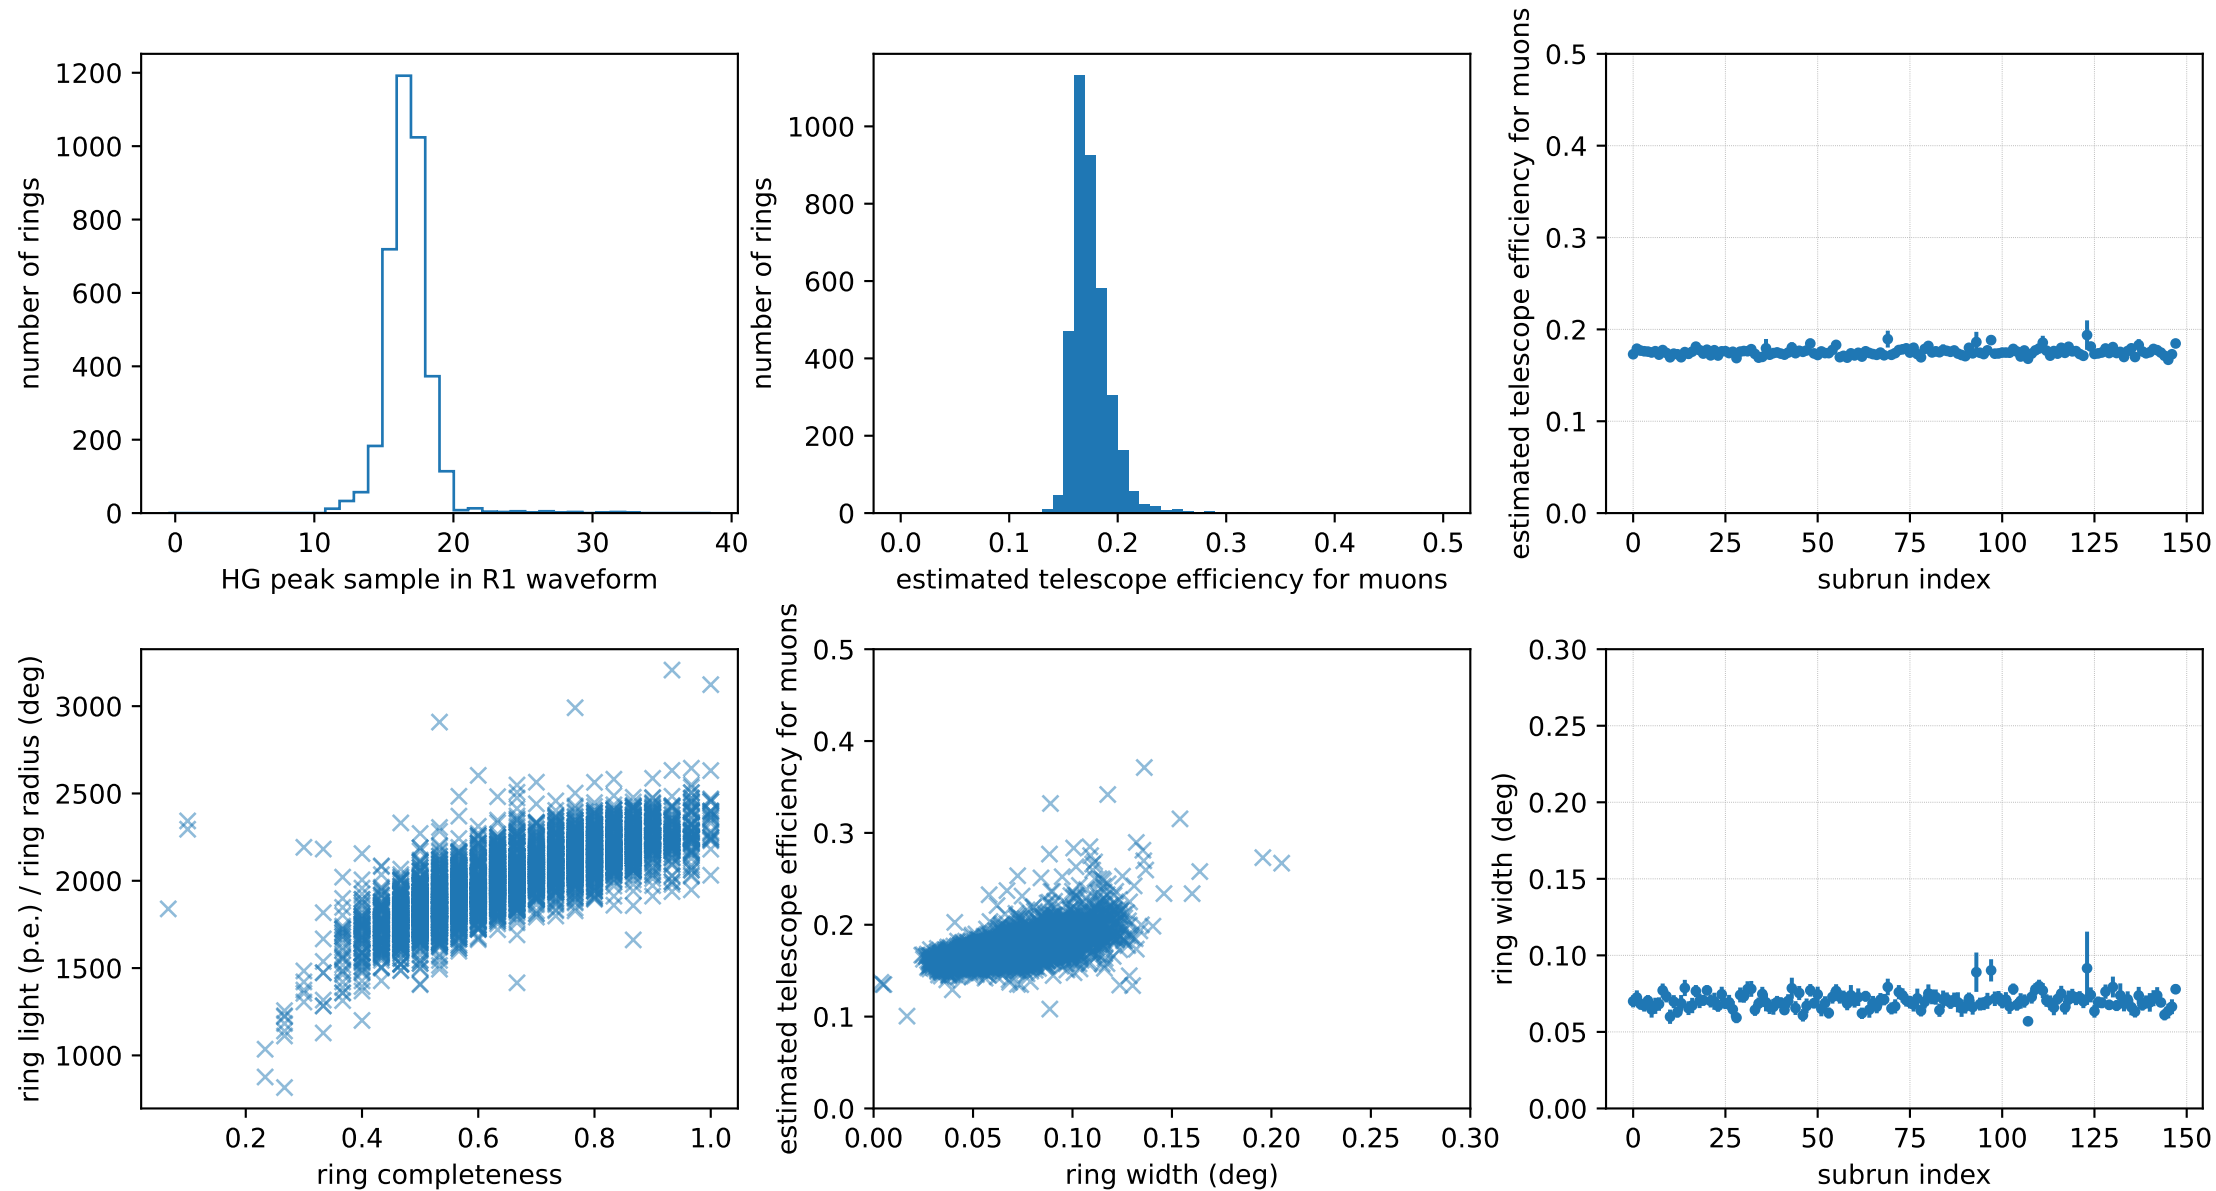 number of rings
1200
1000
800
600
400
200
0
0 10 20 30 40
HG peak sample in R1 waveform
number of rings
1000
800
600
400
200
0
0.0 0.1 0.2 0.3 0.4 0.5
estimated telescope efficiency for muons
estimated telescope efficiency for muons
0.5
0.4
0.3
0.2
0.1
0.0
0 25 50 75 100 125 150
subrun index
ring light (p.e.) / ring radius (deg)
3000
2500
2000
1500
1000
0.2 0.4 0.6 0.8 1.0
ring completeness
estimated telescope efficiency for muons
0.5
0.4
0.3
0.2
0.1
0.0
0.00 0.05 0.10 0.15 0.20 0.25 0.30
ring width (deg)
ring width (deg)
0.30
0.25
0.20
0.15
0.10
0.05
0.00
0 25 50 75 100 125 150
subrun index